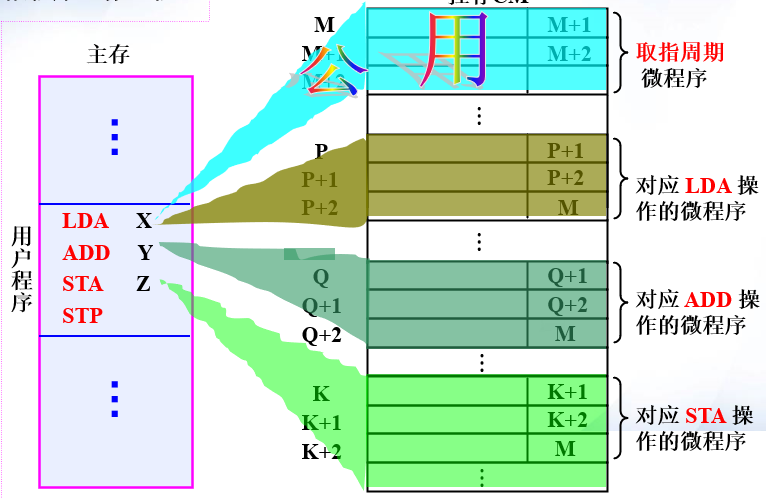 主存
用户程序
LDA X
ADD Y
STA Z
STP
控存CM
公用
M M+1
M+1 M+2
M+2
取指周期
微程序
P P+1
P+1 P+2
P+2 M
对应 LDA 操
作的微程序
Q Q+1
Q+1 Q+2
Q+2 M
对应 ADD 操
作的微程序
K K+1
K+1 K+2
K+2 M
对应 STA 操
作的微程序